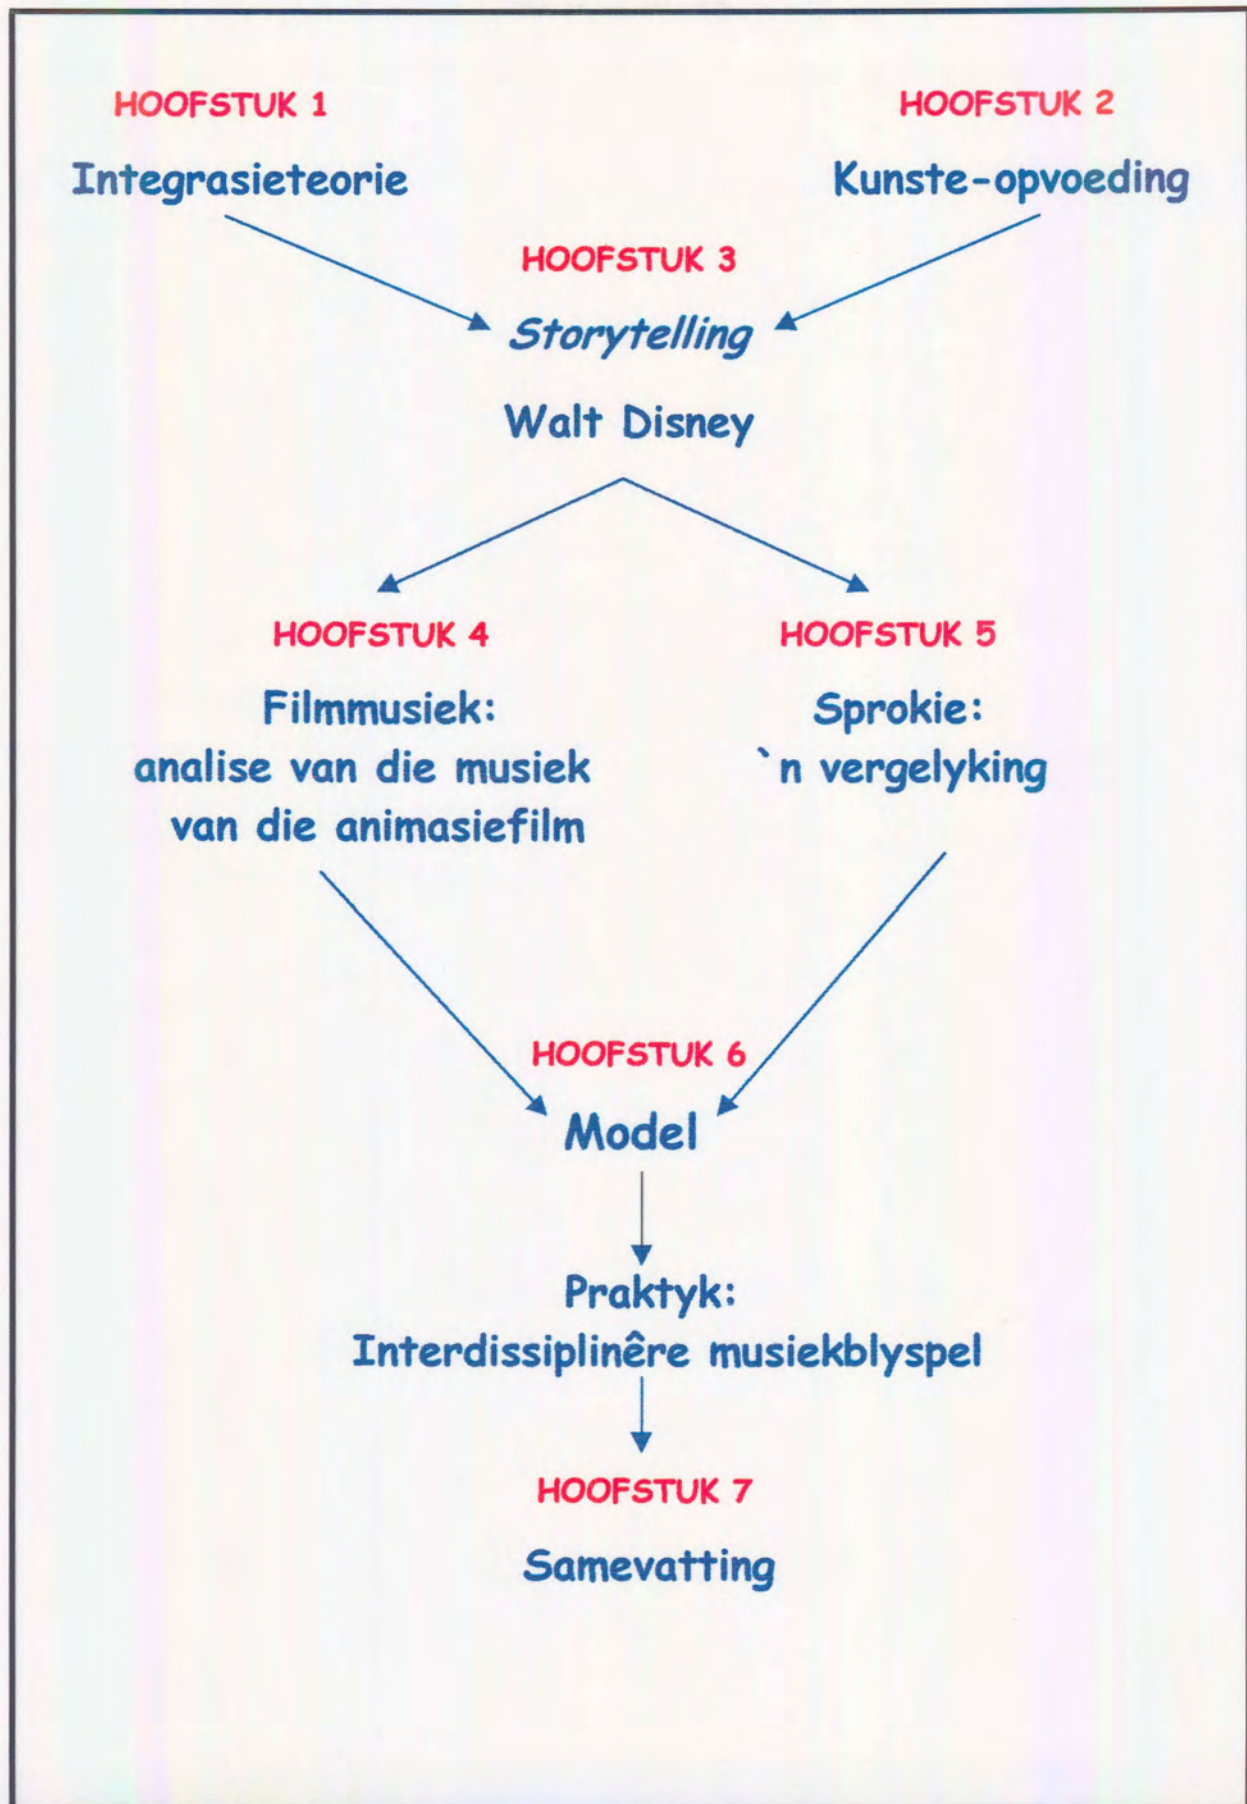 HOOFSTUK 1
Integrasieteorie
HOOFSTUK 2
Kunste-opvoeding
HOOFSTUK 3
Storytelling
Walt Disney
HOOFSTUK 4
Filmmusiek:
analise van die musiek
van die animasiefilm
HOOFSTUK 5
Sprokie:
`n vergelyking
HOOFSTUK 6
Model
Praktyk:
Interdissiplinêre musiekblyspel
HOOFSTUK 7
Samevatting